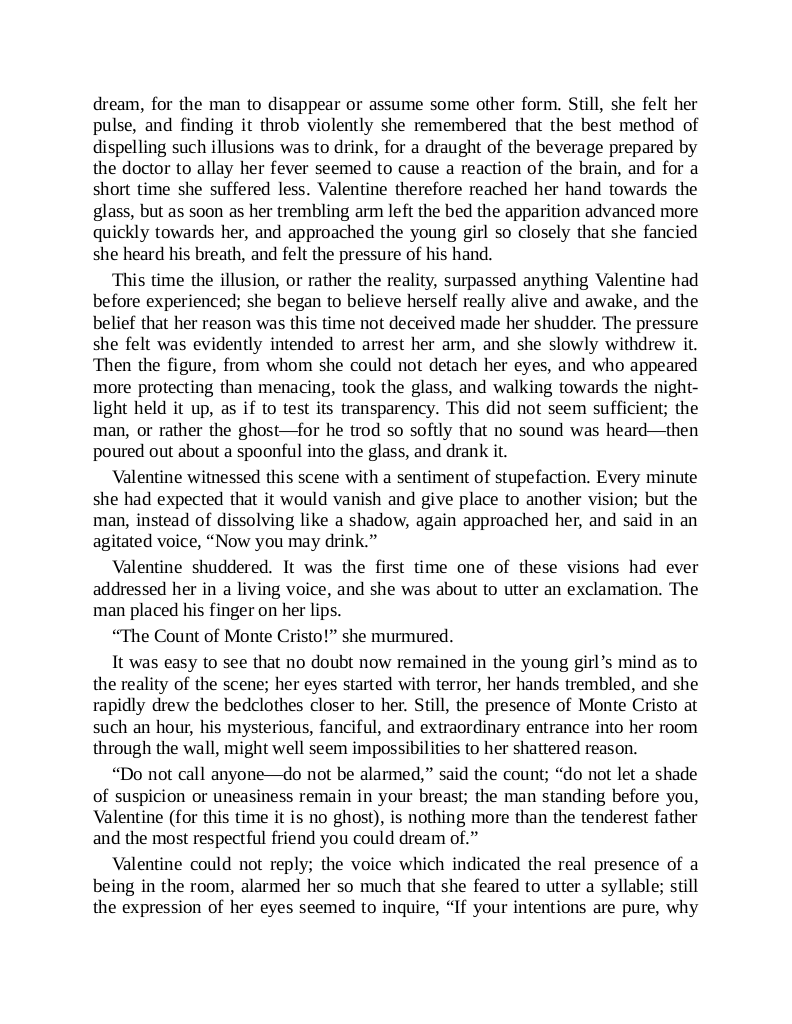 dream, for the man to disappear or assume some other form. Still, she felt her
pulse, and finding it throb violently she remembered that the best method of
dispelling such illusions was to drink, for a draught of the beverage prepared by
the doctor to allay her fever seemed to cause a reaction of the brain, and for a
short time she suffered less. Valentine therefore reached her hand towards the
glass, but as soon as her trembling arm left the bed the apparition advanced more
quickly towards her, and approached the young girl so closely that she fancied
she heard his breath, and felt the pressure of his hand.
This time the illusion, or rather the reality, surpassed anything Valentine had
before experienced; she began to believe herself really alive and awake, and the
belief that her reason was this time not deceived made her shudder. The pressure
she felt was evidently intended to arrest her arm, and she slowly withdrew it.
Then the figure, from whom she could not detach her eyes, and who appeared
more protecting than menacing, took the glass, and walking towards the night-
light held it up, as if to test its transparency. This did not seem sufficient; the
man, or rather the ghost—for he trod so softly that no sound was heard—then
poured out about a spoonful into the glass, and drank it.
Valentine witnessed this scene with a sentiment of stupefaction. Every minute
she had expected that it would vanish and give place to another vision; but the
man, instead of dissolving like a shadow, again approached her, and said in an
agitated voice, “Now you may drink.”
Valentine shuddered. It was the first time one of these visions had ever
addressed her in a living voice, and she was about to utter an exclamation. The
man placed his finger on her lips.
“The Count of Monte Cristo!” she murmured.
It was easy to see that no doubt now remained in the young girl’s mind as to
the reality of the scene; her eyes started with terror, her hands trembled, and she
rapidly drew the bedclothes closer to her. Still, the presence of Monte Cristo at
such an hour, his mysterious, fanciful, and extraordinary entrance into her room
through the wall, might well seem impossibilities to her shattered reason.
“Do not call anyone—do not be alarmed,” said the count; “do not let a shade
of suspicion or uneasiness remain in your breast; the man standing before you,
Valentine (for this time it is no ghost), is nothing more than the tenderest father
and the most respectful friend you could dream of.”
Valentine could not reply; the voice which indicated the real presence of a
being in the room, alarmed her so much that she feared to utter a syllable; still
the expression of her eyes seemed to inquire, “If your intentions are pure, why